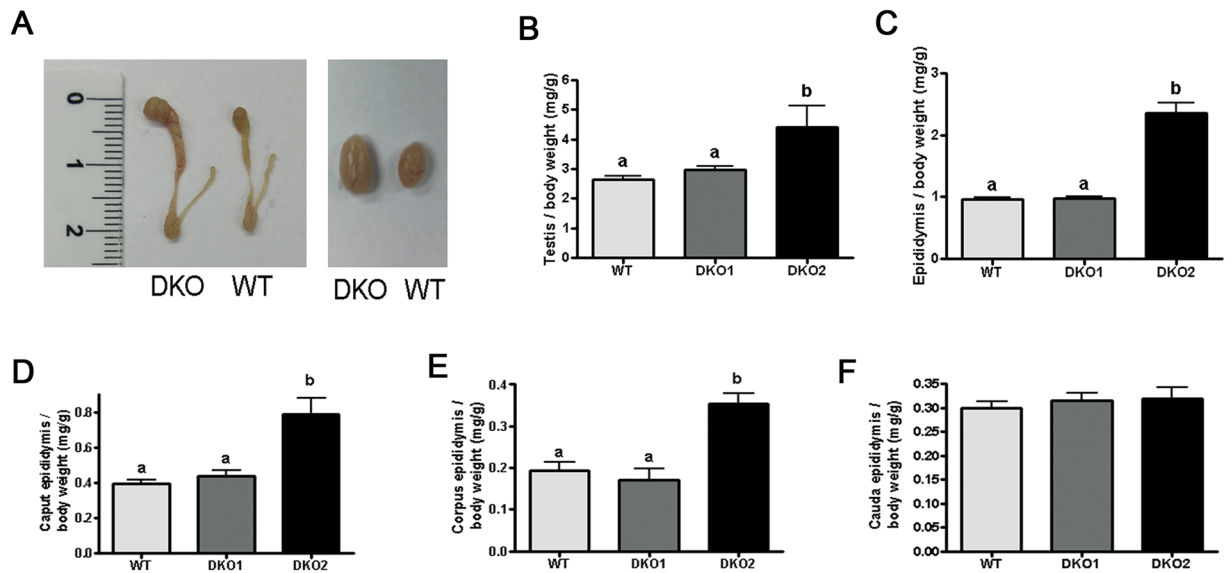 A
0
1
2
DKO WT
DKO WT
B
Testis / body weight (mg/g)
6
5
4
3
2
1
0
a
a
b
WT DKO1 DKO2
C
Epididymis / body weight (mg/g)
3
2
1
0
a
a
b
WT DKO1 DKO2
D
Caput epididymis /
body weight (mg/g)
0.8
0.6
0.4
0.2
0.0
a
a
b
WT DKO1 DKO2
E
Corpus epididymis /
body weight (mg/g)
0.4
0.3
0.2
0.1
0.0
a
a
b
WT DKO1 DKO2
F
Cauda epididymis /
body weight (mg/g)
0.35
0.30
0.25
0.20
0.15
0.10
0.05
0.00
WT DKO1 DKO2